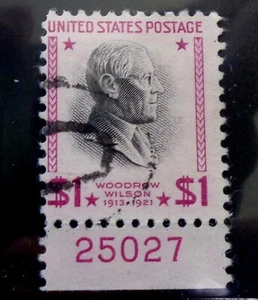 UNITED STATES POSTAGE
$1 WOODROW WILSON 1913·1921 $1
25027